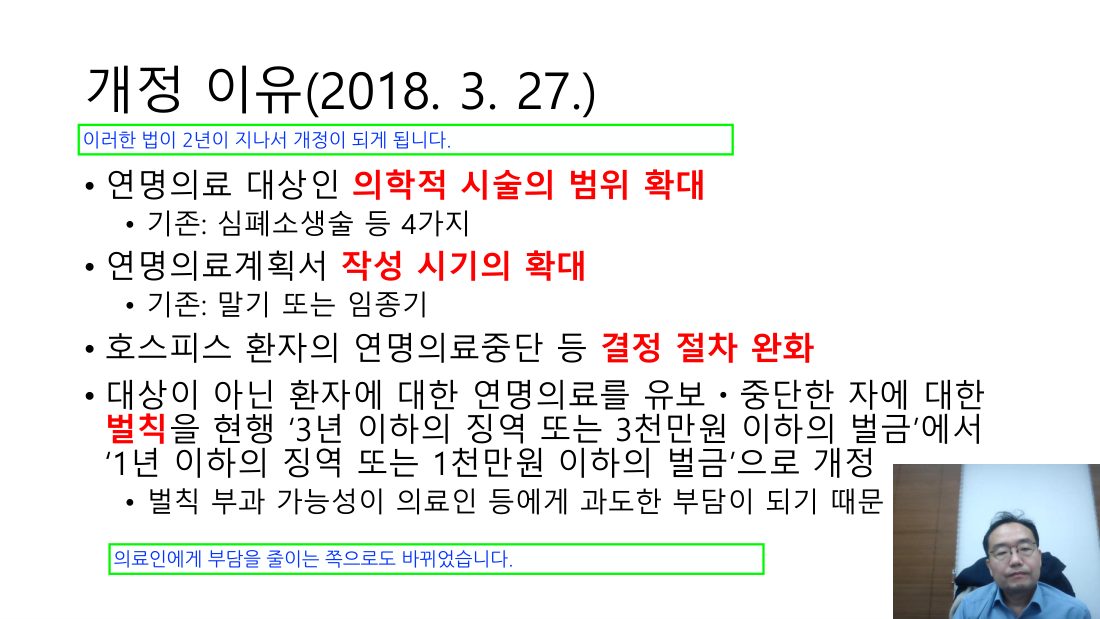 개정 이유(2018. 3. 27.)
이러한 법이 2년이 지나서 개정이 되게 됩니다.
• 연명의료 대상인 의학적 시술의 범위 확대
• 기존: 심폐소생술 등 4가지
• 연명의료계획서 작성 시기의 확대
• 기존: 말기 또는 임종기
• 호스피스 환자의 연명의료중단 등 결정 절차 완화
• 대상이 아닌 환자에 대한 연명의료를 유보・중단한 자에 대한
벌칙을 현행 ‘3년 이하의 징역 또는 3천만원 이하의 벌금’에서
‘1년 이하의 징역 또는 1천만원 이하의 벌금’으로 개정
• 벌칙 부과 가능성이 의료인 등에게 과도한 부담이 되기 때문
의료인에게 부담을 줄이는 쪽으로도 바뀌었습니다.